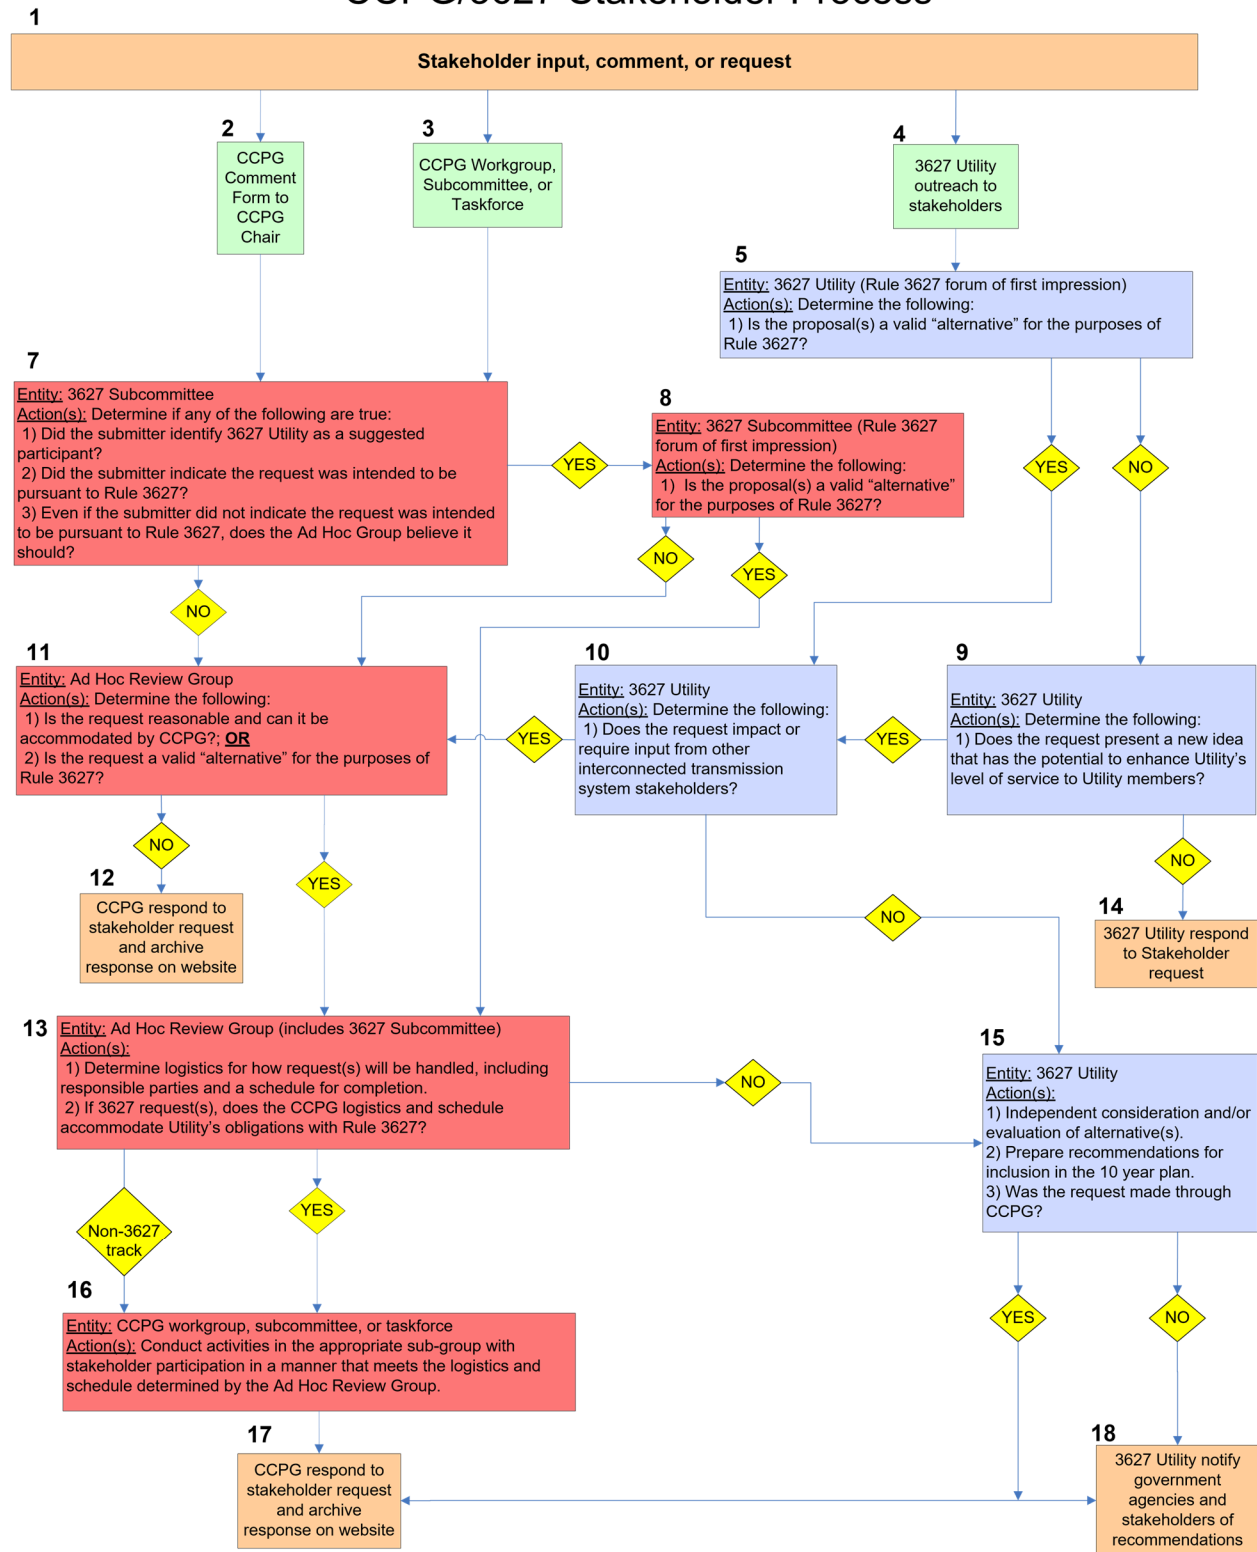 CCPG/3627 Stakeholder Process
1
Stakeholder input, comment, or request
2
CCPG
Comment
Form to
CCPG
Chair
3
CCPG Workgroup,
Subcommittee, or
Taskforce
4
3627 Utility
outreach to
stakeholders
5
Entity: 3627 Utility (Rule 3627 forum of first impression)
Action(s): Determine the following:
1) Is the proposal(s) a valid “alternative” for the purposes of
Rule 3627?
7
Entity: 3627 Subcommittee
Action(s): Determine if any of the following are true:
1) Did the submitter identify 3627 Utility as a suggested
participant?
2) Did the submitter indicate the request was intended to be
pursuant to Rule 3627?
3) Even if the submitter did not indicate the request was intended
to be pursuant to Rule 3627, does the Ad Hoc Group believe it
should?
YES
8
Entity: 3627 Subcommittee (Rule 3627
forum of first impression)
Action(s): Determine the following:
1) Is the proposal(s) a valid “alternative”
for the purposes of Rule 3627?
YES
NO
NO
YES
NO
11
Entity: Ad Hoc Review Group
Action(s): Determine the following:
1) Is the request reasonable and can it be
accommodated by CCPG?; OR
2) Is the request a valid “alternative” for the purposes of
Rule 3627?
YES
10
Entity: 3627 Utility
Action(s): Determine the following:
1) Does the request impact or
require input from other
interconnected transmission
system stakeholders?
YES
9
Entity: 3627 Utility
Action(s): Determine the following:
1) Does the request present a new idea
that has the potential to enhance Utility’s
level of service to Utility members?
NO
YES
NO
NO
12
CCPG respond to
stakeholder request
and archive
response on website
14
3627 Utility respond
to Stakeholder
request
13
Entity: Ad Hoc Review Group (includes 3627 Subcommittee)
Action(s):
1) Determine logistics for how request(s) will be handled, including
responsible parties and a schedule for completion.
2) If 3627 request(s), does the CCPG logistics and schedule
accommodate Utility’s obligations with Rule 3627?
NO
15
Entity: 3627 Utility
Action(s):
1) Independent consideration and/or
evaluation of alternative(s).
2) Prepare recommendations for
inclusion in the 10 year plan.
3) Was the request made through
CCPG?
Non-3627
track
YES
YES
NO
16
Entity: CCPG workgroup, subcommittee, or taskforce
Action(s): Conduct activities in the appropriate sub-group with
stakeholder participation in a manner that meets the logistics and
schedule determined by the Ad Hoc Review Group.
17
CCPG respond to
stakeholder request
and archive
response on website
18
3627 Utility notify
government
agencies and
stakeholders of
recommendations